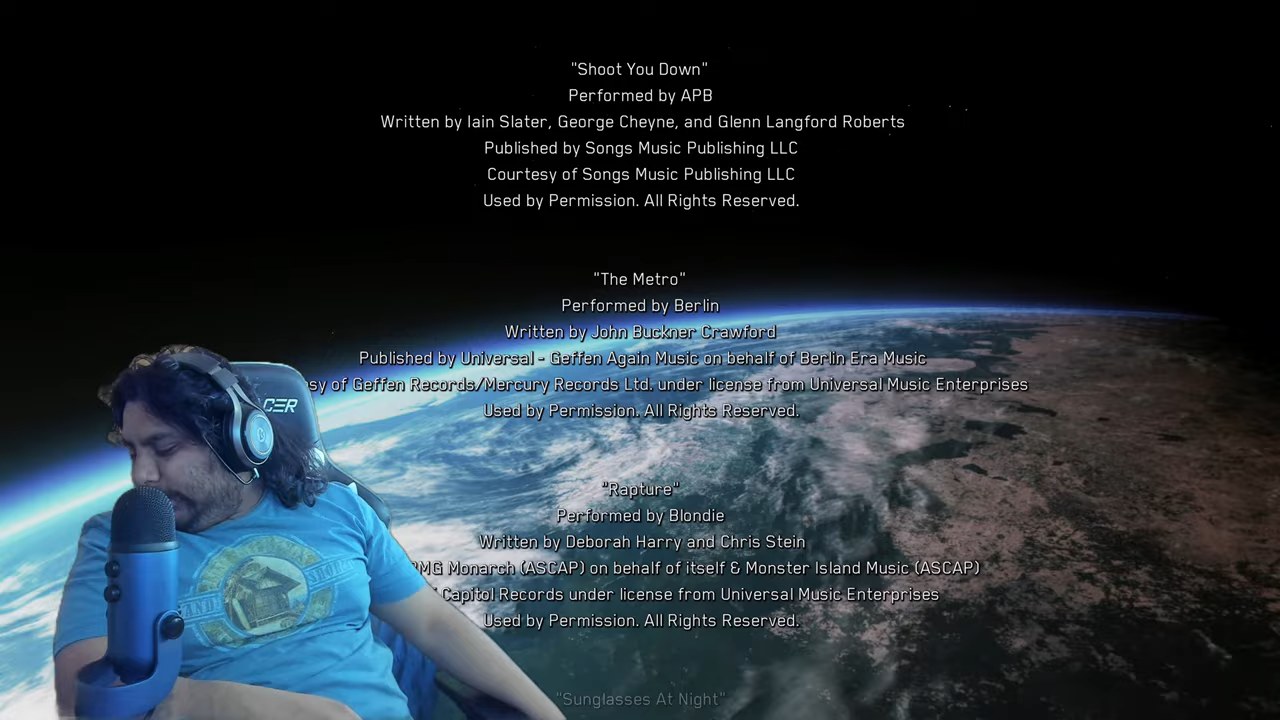 "Shoot You Down"
Performed by APB
Written by Iain Slater, George Cheyne, and Glenn Langford Roberts
Published by Songs Music Publishing LLC
Courtesy of Songs Music Publishing LLC
Used by Permission. All Rights Reserved.
"The Metro"
Performed by Berlin
Written by John Buckner Crawford
Published by Universal - Geffen Again Music on behalf of Berlin Era Music
of Geffen Records/Mercury Records Ltd. under license from Universal Music Enterprises
Used by Permission. All Rights Reserved.
"Rapture"
Performed by Blondie
Written by Deborah Harry and Chris Stein
Monarch (ASCAP) on behalf of itself & Monster Island Music (ASCAP)
Capitol Records under license from Universal Music Enterprises
Used by Permission. All Rights Reserved.
"Sunglasses At Night"